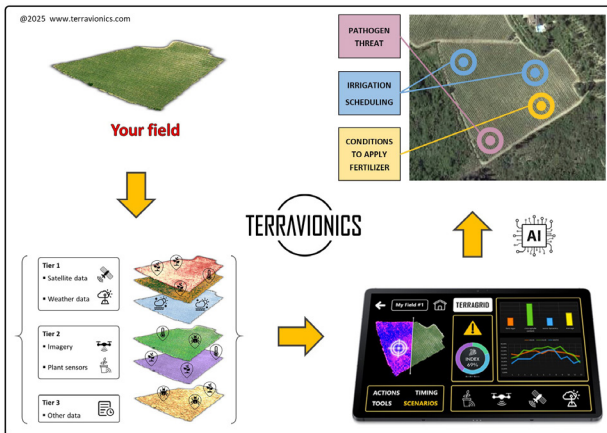 @2025 www.terravionics.com
Your field
PATHOGEN
THREAT
IRRIGATION
SCHEDULING
CONDITIONS
TO APPLY
FERTILIZER
TERRAVIONICS
AI
Tier 1
• Satellite data
• Weather data
Tier 2
• Imagery
• Plant sensors
Tier 3
• Other data
My Field #1
TERRAGRID
INDEX
69%
ACTIONS TIMING
TOOLS SCENARIOS